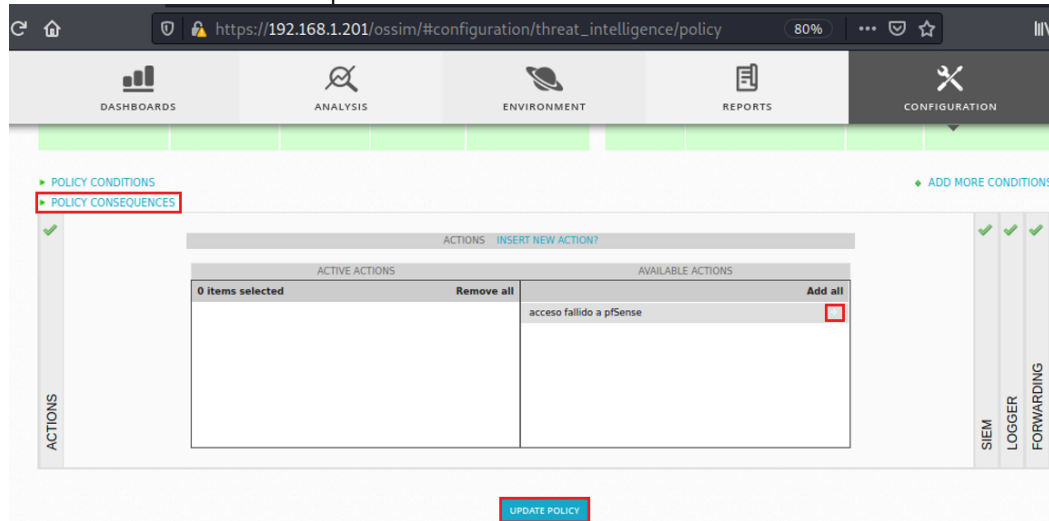 https://192.168.1.201/ossim/#configuration/threat_intelligence/policy 80%
DASHBOARDS ANALYSIS ENVIRONMENT REPORTS CONFIGURATION
POLICY CONDITIONS ADD MORE CONDITIONS
POLICY CONSEQUENCES
ACTIONS INSERT NEW ACTION?
ACTIVE ACTIONS AVAILABLE ACTIONS
0 items selected Remove all Add all
acceso fallido a pfSense
ACTIONS
SIEM
LOGGER
FORWARDING
UPDATE POLICY